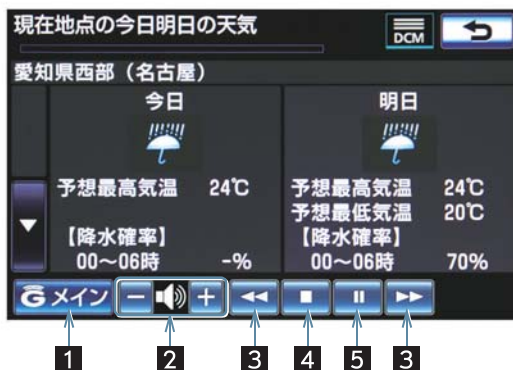 現在地点の今日明日の天気
DCM
愛知県西部（名古屋）
今日 明日
予想最高気温 24℃ 予想最高気温 24℃
予想最低気温 20℃
【降水確率】 【降水確率】
00～06時 -% 00～06時 70%
G メイン － ＋
1 2 3 4 5 3